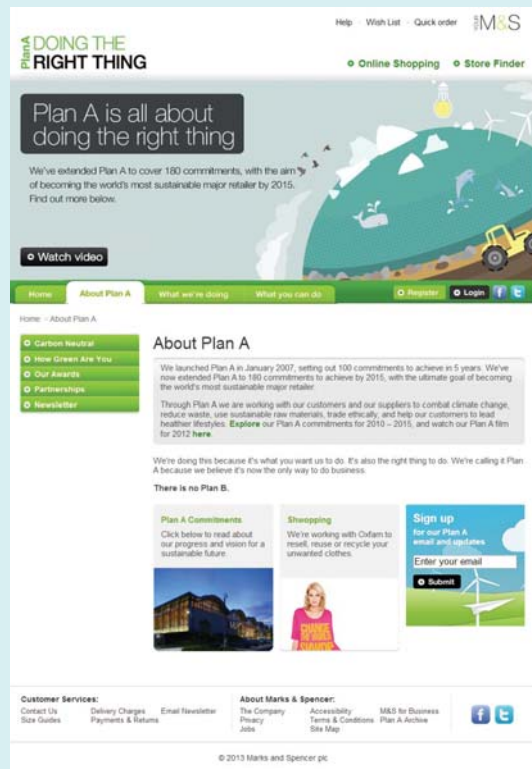 Help Wish List Quick order YOUR M&S
PlanA DOING THE
RIGHT THING
Online Shopping Store Finder
Plan A is all about
doing the right thing
We've extended Plan A to cover 180 commitments, with the aim
of becoming the world's most sustainable major retailer by 2015.
Find out more below.
Watch video
Home About Plan A What we're doing What you can do Register Login
Home - About Plan A
Carbon Neutral
How Green Are You
Our Awards
Partnerships
Newsletter
About Plan A
We launched Plan A in January 2007, setting out 100 commitments to achieve in 5 years. We've
now extended Plan A to 180 commitments to achieve by 2015, with the ultimate goal of becoming
the world's most sustainable major retailer.
Through Plan A we are working with our customers and our suppliers to combat climate change,
reduce waste, use sustainable raw materials, trade ethically, and help our customers to lead
healthier lifestyles. Explore our Plan A commitments for 2010 – 2015, and watch our Plan A film
for 2012 here.
We're doing this because it's what you want us to do. It's also the right thing to do. We're calling it Plan
A because we believe it's now the only way to do business.
There is no Plan B.
Plan A Commitments
Click below to read about
our progress and vision for a
sustainable future.
Shwopping
We're working with Oxfam to
resell, reuse or recycle your
unwanted clothes.
CHANGE
Sign up
for our Plan A
email and updates
Enter your email
Submit
Customer Services:
Contact Us Delivery Charges Email Newsletter
Size Guides Payments & Returns
About Marks & Spencer:
The Company Accessibility M&S for Business
Privacy Terms & Conditions Plan A Archive
Jobs Site Map
© 2013 Marks and Spencer plc